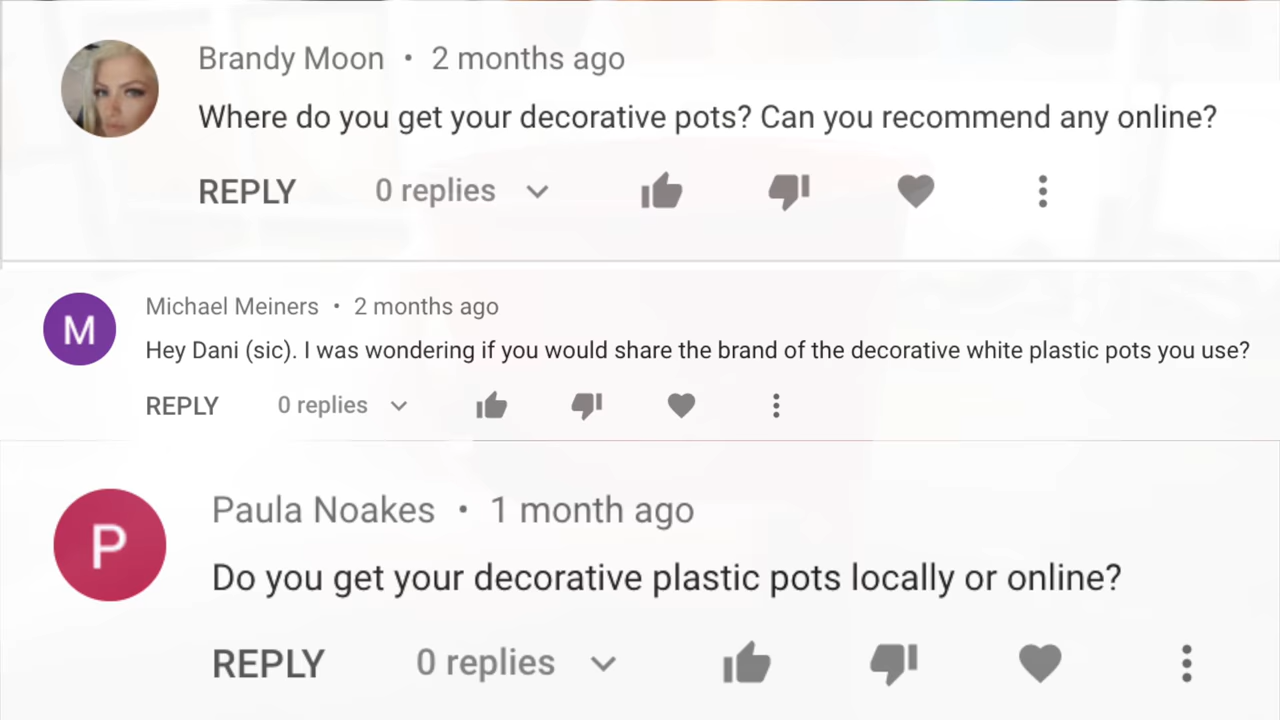 Brandy Moon • 2 months ago
Where do you get your decorative pots? Can you recommend any online?
REPLY 0 replies
M
Michael Meiners • 2 months ago
Hey Dani (sic). I was wondering if you would share the brand of the decorative white plastic pots you use?
REPLY 0 replies
P
Paula Noakes • 1 month ago
Do you get your decorative plastic pots locally or online?
REPLY 0 replies